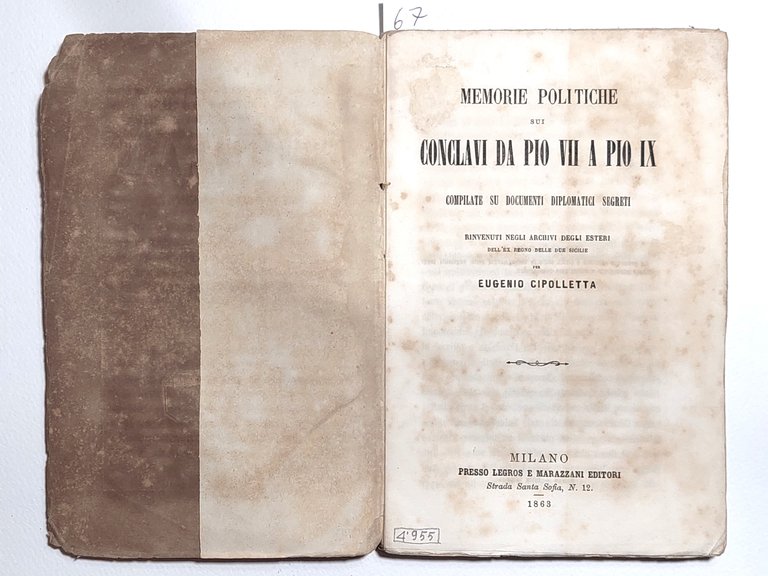 67
MEMORIE POLITICHE
SUI
CONCLAVI DA PIO VII A PIO IX
COMPILATE SU DOCUMENTI DIPLOMATICI SEGRETI
RINVENUTI NEGLI ARCHIVI DEGLI ESTERI
DELL'EX REGNO DELLE DUE SICILIE
PER
EUGENIO CIPOLLETTA
MILANO
PRESSO LEGROS E MARAZZANI EDITORI
Strada Santa Sofia, N. 12.
1863
4'955